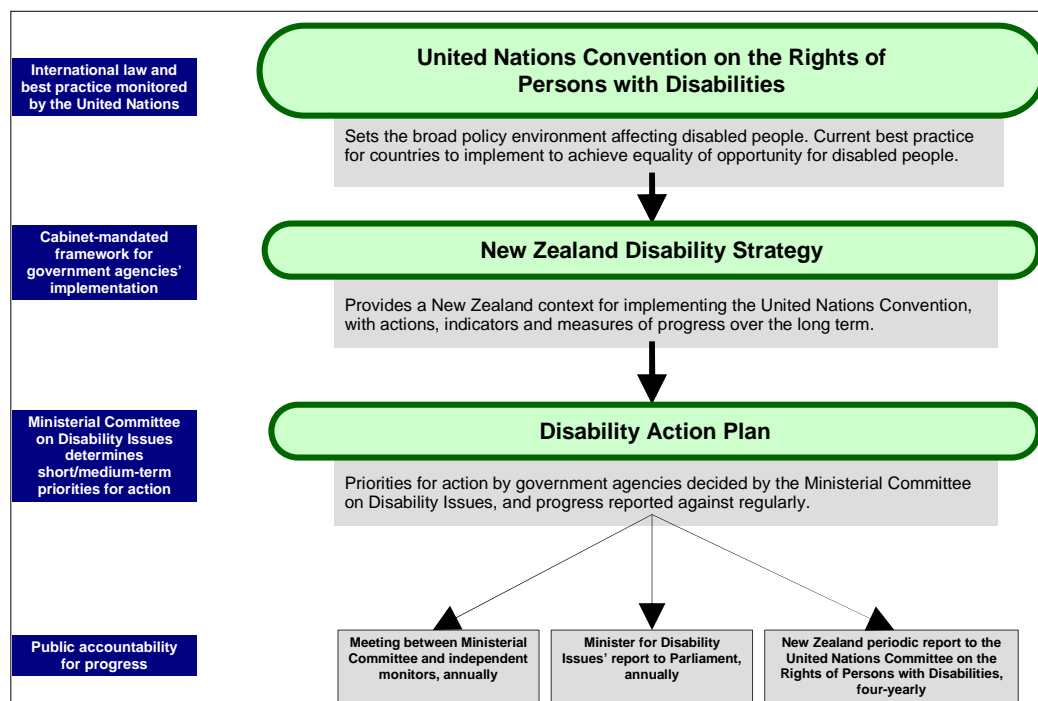 International law and
best practice monitored
by the United Nations
United Nations Convention on the Rights of
Persons with Disabilities
Sets the broad policy environment affecting disabled people. Current best practice
for countries to implement to achieve equality of opportunity for disabled people.
Cabinet-mandated
framework for
government agencies’
implementation
New Zealand Disability Strategy
Provides a New Zealand context for implementing the United Nations Convention,
with actions, indicators and measures of progress over the long term.
Ministerial Committee
on Disability Issues
determines
short/medium-term
priorities for action
Disability Action Plan
Priorities for action by government agencies decided by the Ministerial Committee
on Disability Issues, and progress reported against regularly.
Public accountability
for progress
Meeting between Ministerial
Committee and independent
monitors, annually
Minister for Disability
Issues’ report to Parliament,
annually
New Zealand periodic report to the
United Nations Committee on the
Rights of Persons with Disabilities,
four-yearly